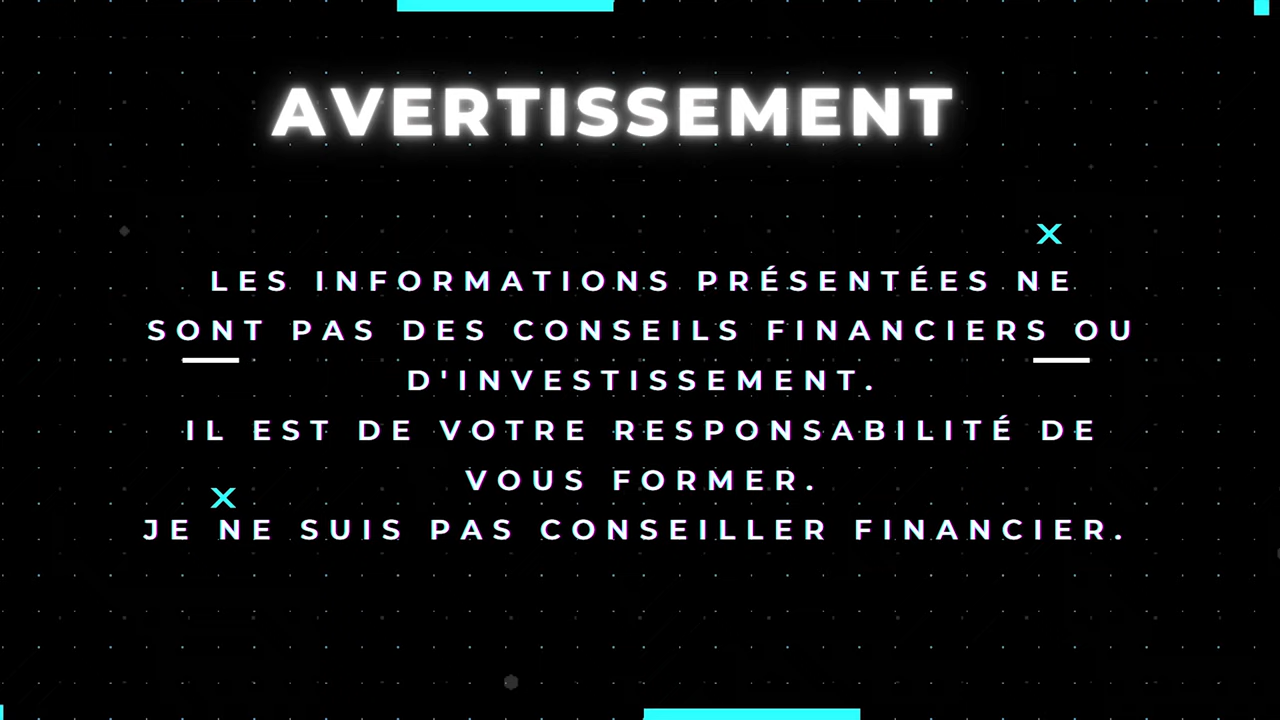 AVERTISSEMENT
LES INFORMATIONS PRÉSENTÉES NE
SONT PAS DES CONSEILS FINANCIERS OU
D'INVESTISSEMENT.
IL EST DE VOTRE RESPONSABILITÉ DE
VOUS FORMER.
JE NE SUIS PAS CONSEILLER FINANCIER.